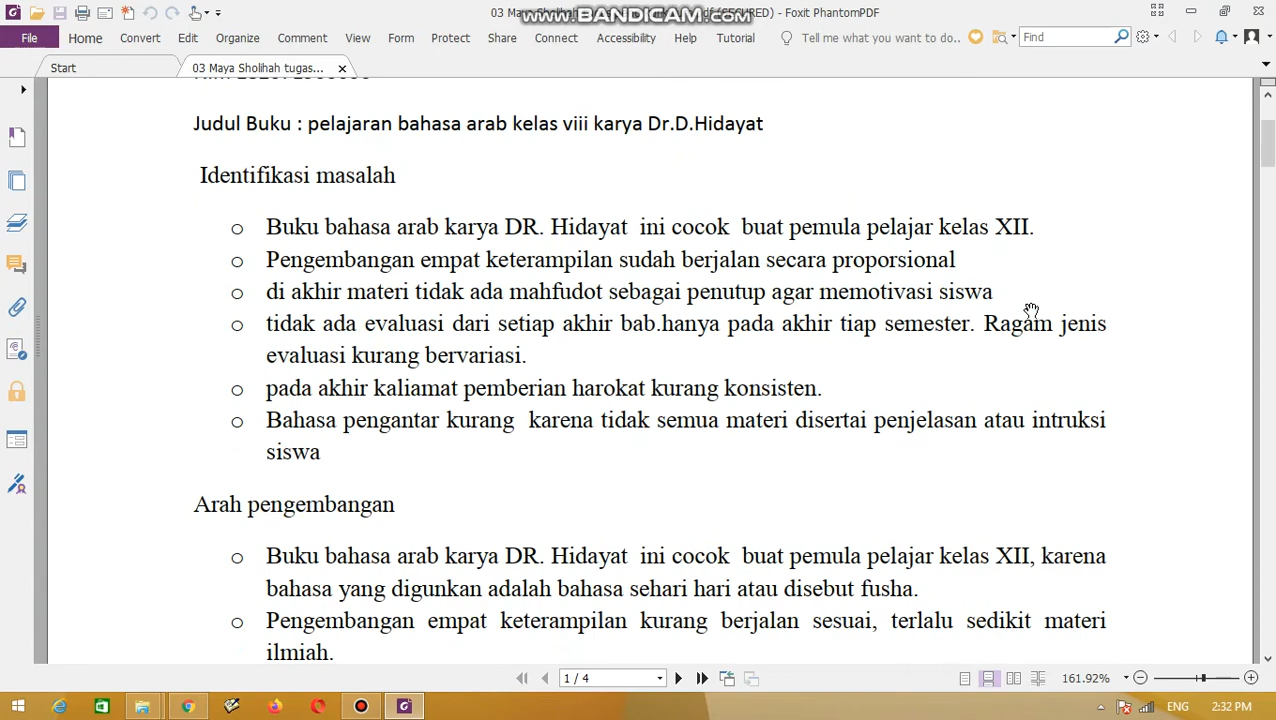 03 Maya Sholihah
(SECURED) - Foxit PhantomPDF
www.BANDICAM.com
File Home Convert Edit Organize Comment View Form Protect Share Connect Accessibility Help Tutorial Tell me what you want to do.. Find
Start 03 Maya Sholihah tugas...
Judul Buku : pelajaran bahasa arab kelas viii karya Dr.D.Hidayat
Identifikasi masalah
o Buku bahasa arab karya DR. Hidayat ini cocok buat pemula pelajar kelas XII.
o Pengembangan empat keterampilan sudah berjalan secara proporsional
o di akhir materi tidak ada mahfudot sebagai penutup agar memotivasi siswa
o tidak ada evaluasi dari setiap akhir bab.hanya pada akhir tiap semester. Ragam jenis
evaluasi kurang bervariasi.
o pada akhir kaliamat pemberian harokat kurang konsisten.
o Bahasa pengantar kurang karena tidak semua materi disertai penjelasan atau intruksi
siswa
Arah pengembangan
o Buku bahasa arab karya DR. Hidayat ini cocok buat pemula pelajar kelas XII, karena
bahasa yang digunkan adalah bahasa sehari hari atau disebut fusha.
o Pengembangan empat keterampilan kurang berjalan sesuai, terlalu sedikit materi
ilmiah.
1 / 4 161.92%
ENG 2:32 PM